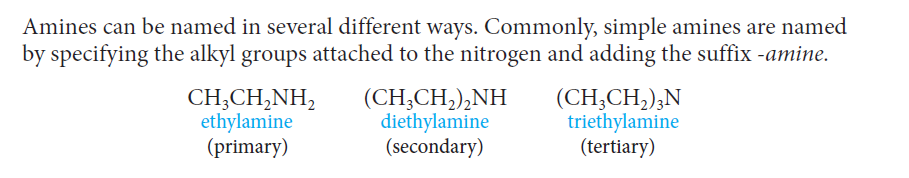 Amines can be named in several different ways. Commonly, simple amines are named
by specifying the alkyl groups attached to the nitrogen and adding the suffix -amine.
CH₃CH₂NH₂ (CH₃CH₂)₂NH (CH₃CH₂)₃N
ethylamine diethylamine triethylamine
(primary) (secondary) (tertiary)